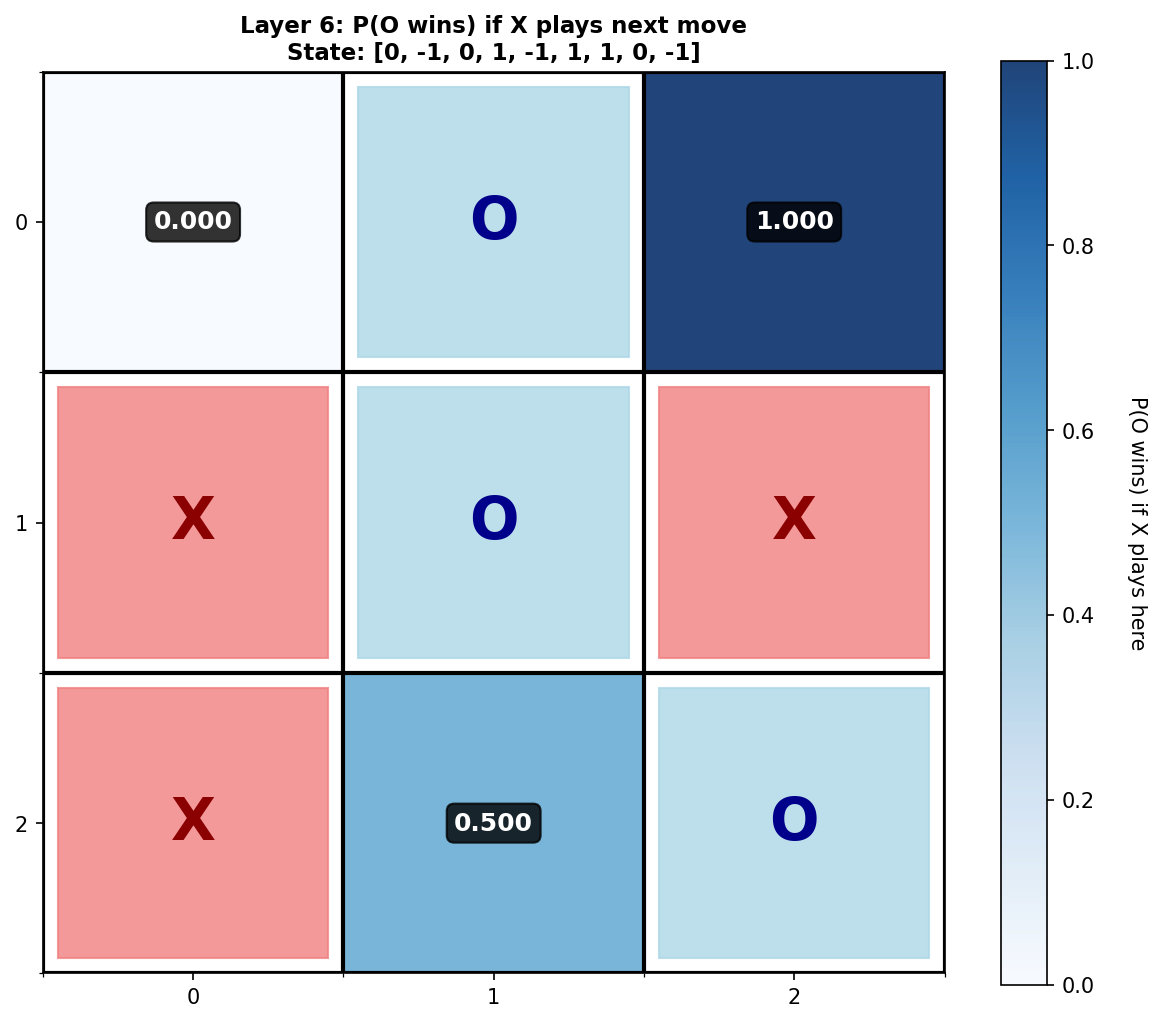 Layer 6: P(O wins) if X plays next move
State: [0, -1, 0, 1, -1, 1, 1, 0, -1]
0.000 O 1.000
X O X
X 0.500 O
0
1
2
0 1 2
1.0
0.8
0.6
0.4
0.2
0.0
P(O wins) if X plays here